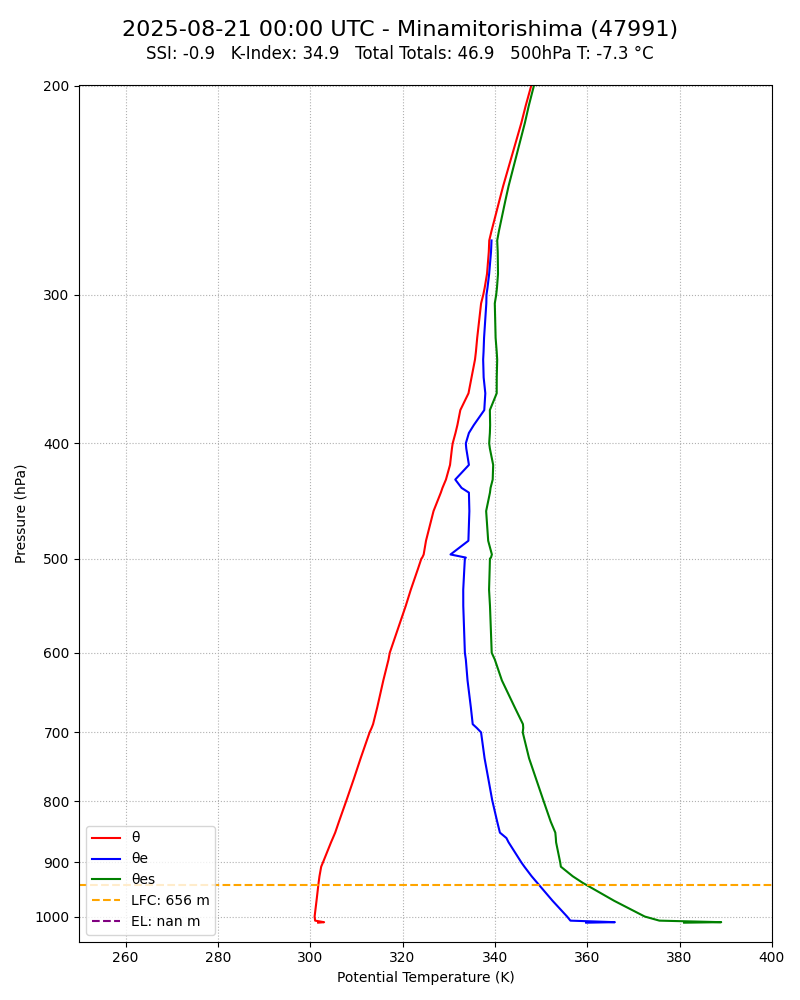 2025-08-21 00:00 UTC - Minamitorishima (47991)
SSI: -0.9 K-Index: 34.9 Total Totals: 46.9 500hPa T: -7.3 °C
200
300
400
500
600
700
800
900
1000
Pressure (hPa)
θ
θe
θes
LFC: 656 m
EL: nan m
260 280 300 320 340 360 380 400
Potential Temperature (K)